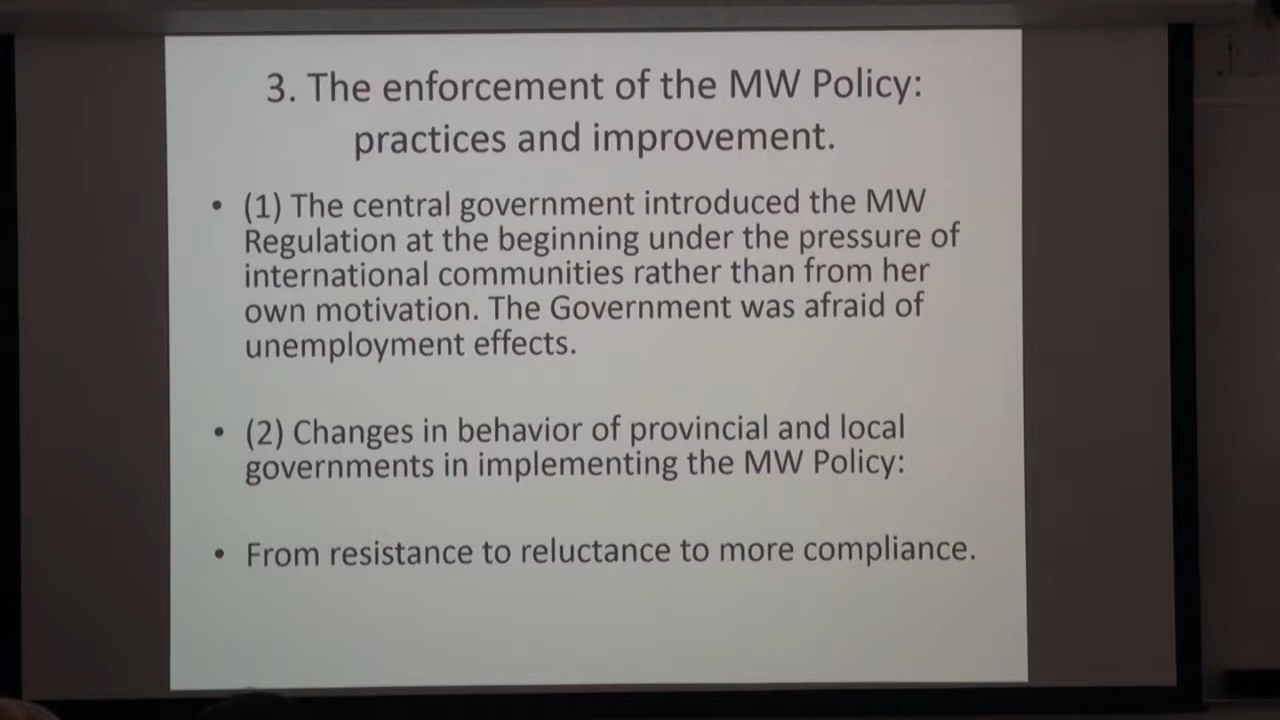 3. The enforcement of the MW Policy:
practices and improvement.
• (1) The central government introduced the MW
Regulation at the beginning under the pressure of
international communities rather than from her
own motivation. The Government was afraid of
unemployment effects.
• (2) Changes in behavior of provincial and local
governments in implementing the MW Policy:
• From resistance to reluctance to more compliance.